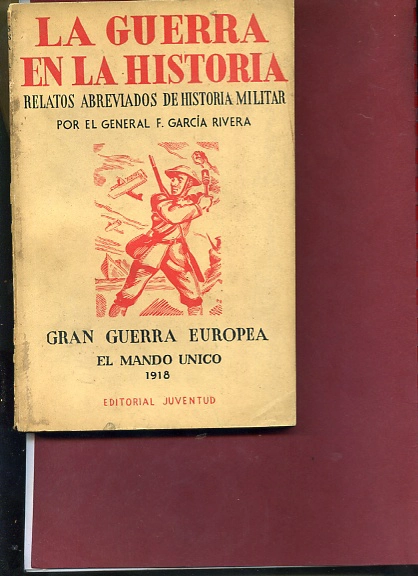 LA GUERRA
EN LA HISTORIA
RELATOS ABREVIADOS DE HISTORIA MILITAR
POR EL GENERAL F. GARCÍA RIVERA
GRAN GUERRA EUROPEA
EL MANDO UNICO
1918
EDITORIAL JUVENTUD